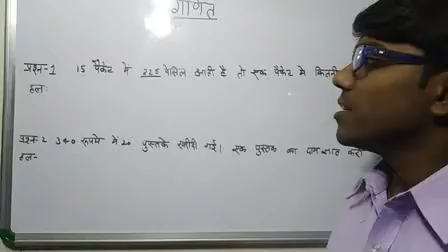 गणित
प्रश्न-1 15 पैकेट में 225 पेंसिल आती है तो एक पैकेट में कितनी
हल:
प्रश्न-2 340 रूपये में 20 पुस्तके खरीदी गई। एक पुस्तक का दाम ज्ञात करो
हल-